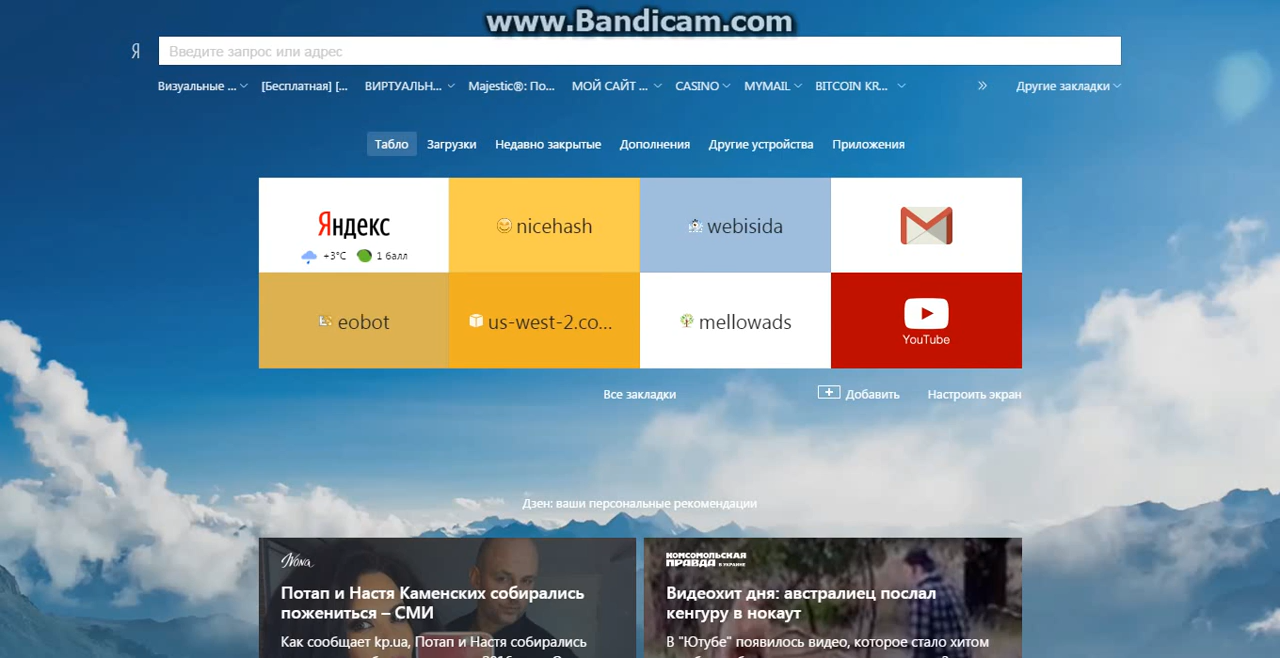 www.Bandicam.com
Я
Введите запрос или адрес
Визуальные ...
[Бесплатная] [...
ВИРТУАЛЬН...
Majestic®: По...
МОЙ САЙТ ...
CASINO
MYMAIL
BITCOIN KR...
»
Другие закладки
Табло
Загрузки
Недавно закрытые
Дополнения
Другие устройства
Приложения
Яндекс
+3°C
1 балл
nicehash
webisida
eobot
us-west-2.co...
mellowads
YouTube
Все закладки
Добавить
Настроить экран
Дзен: ваши персональные рекомендации
Nona
Потап и Настя Каменских собирались
пожениться – СМИ
Как сообщает kp.ua, Потап и Настя собирались
КОМСОМОЛЬСКАЯ
ПРАВДА В УКРАИНЕ
Видеохит дня: австралиец послал
кенгуру в нокаут
В "Ютубе" появилось видео, которое стало хитом